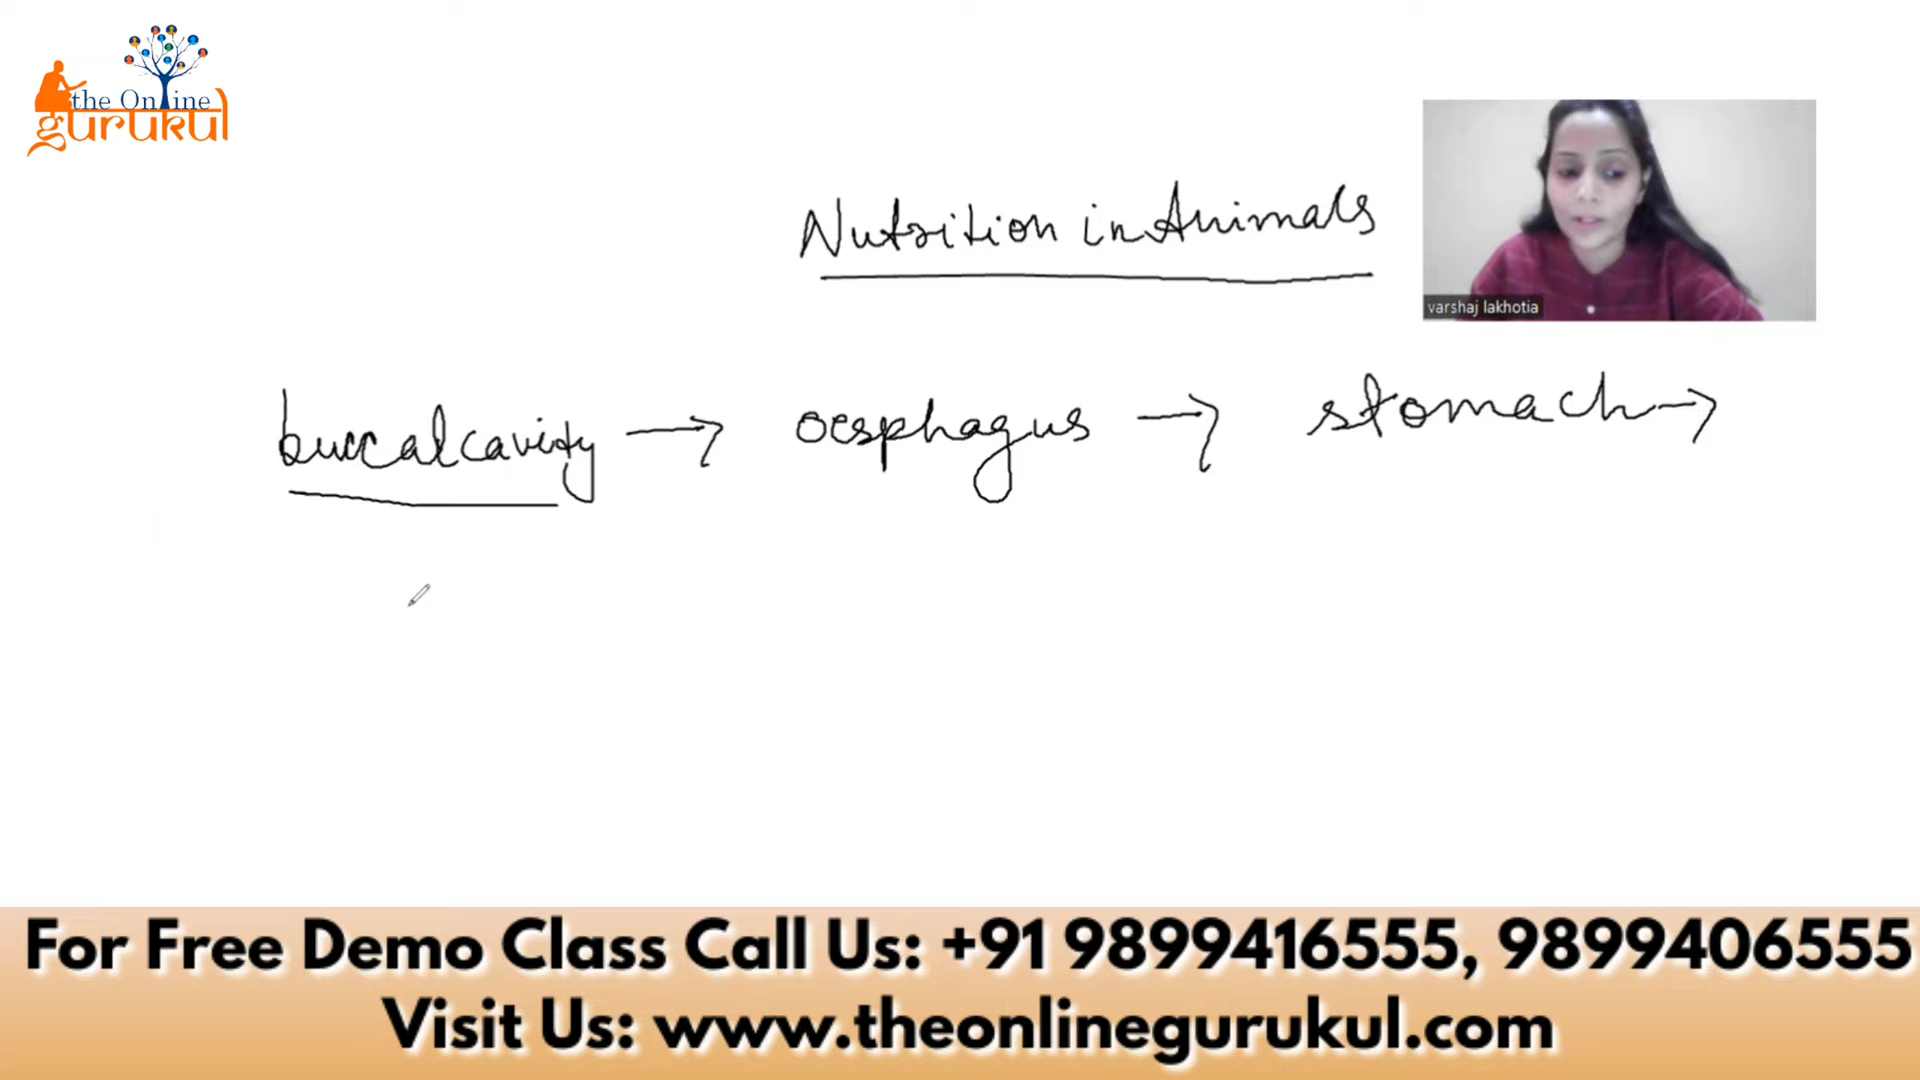 the Online
gurukul
Nutrition in Animals
varshaj lakhotia
buccal cavity → oesphagus → stomach →
For Free Demo Class Call Us: +91 9899416555, 9899406555
Visit Us: www.theonlinegurukul.com